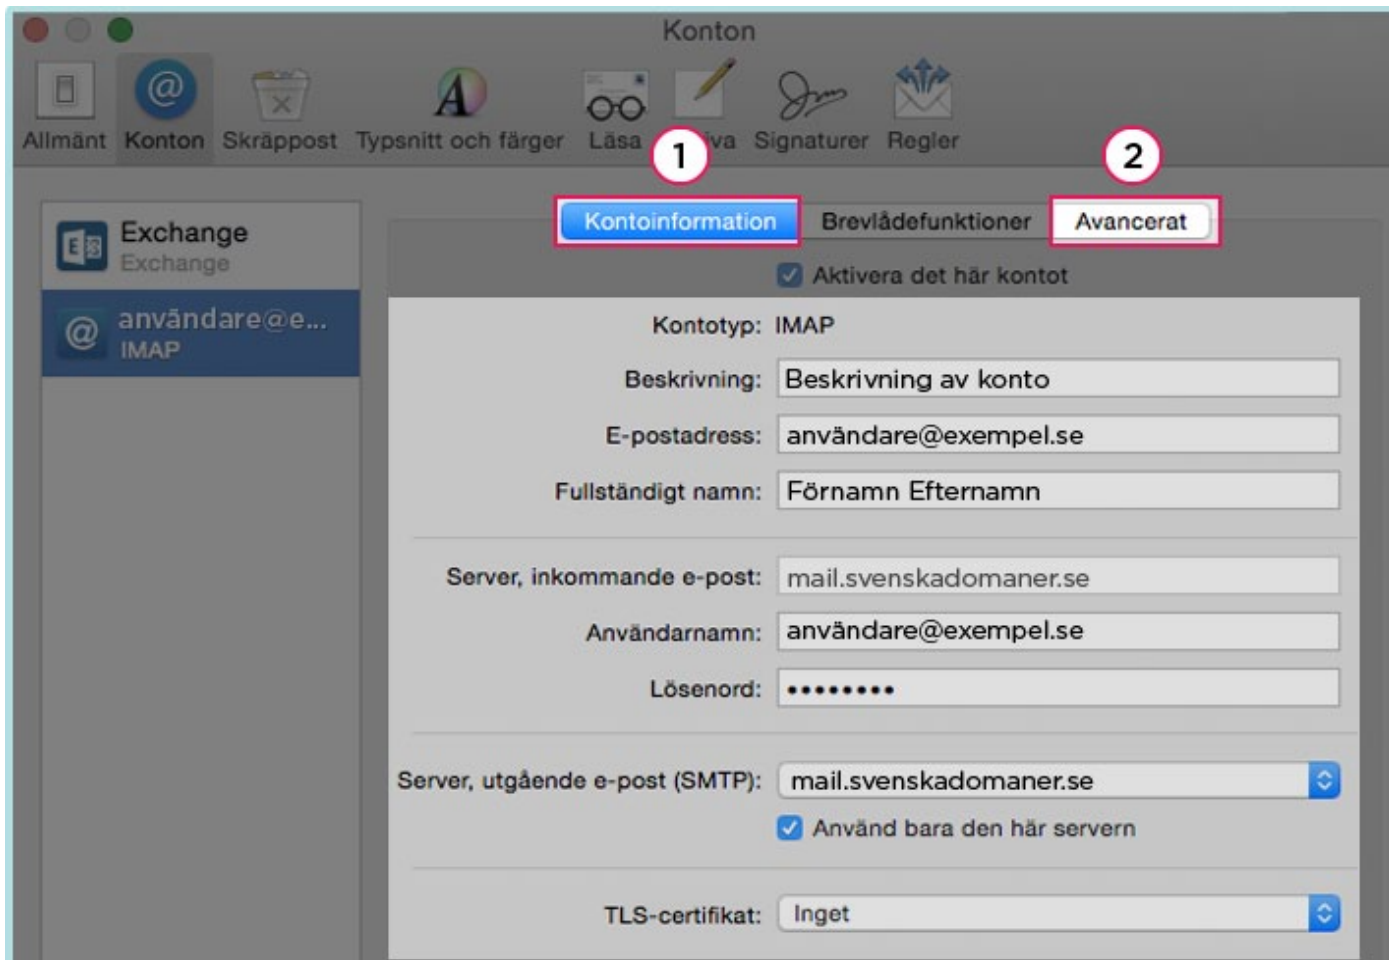 Konton
Allmänt Konton Skräppost Typsnitt och färger Läsa Signaturer Regler
1 2
Exchange
Exchange
användare@e...
IMAP
Kontoinformation Brevlådefunktioner Avancerat
Aktivera det här kontot
Kontotyp: IMAP
Beskrivning: Beskrivning av konto
E-postadress: användare@exempel.se
Fullständigt namn: Förnamn Efternamn
Server, inkommande e-post: mail.svenskadomaner.se
Användarnamn: användare@exempel.se
Lösenord: ••••••••
Server, utgående e-post (SMTP): mail.svenskadomaner.se
Använd bara den här servern
TLS-certifikat: Inget